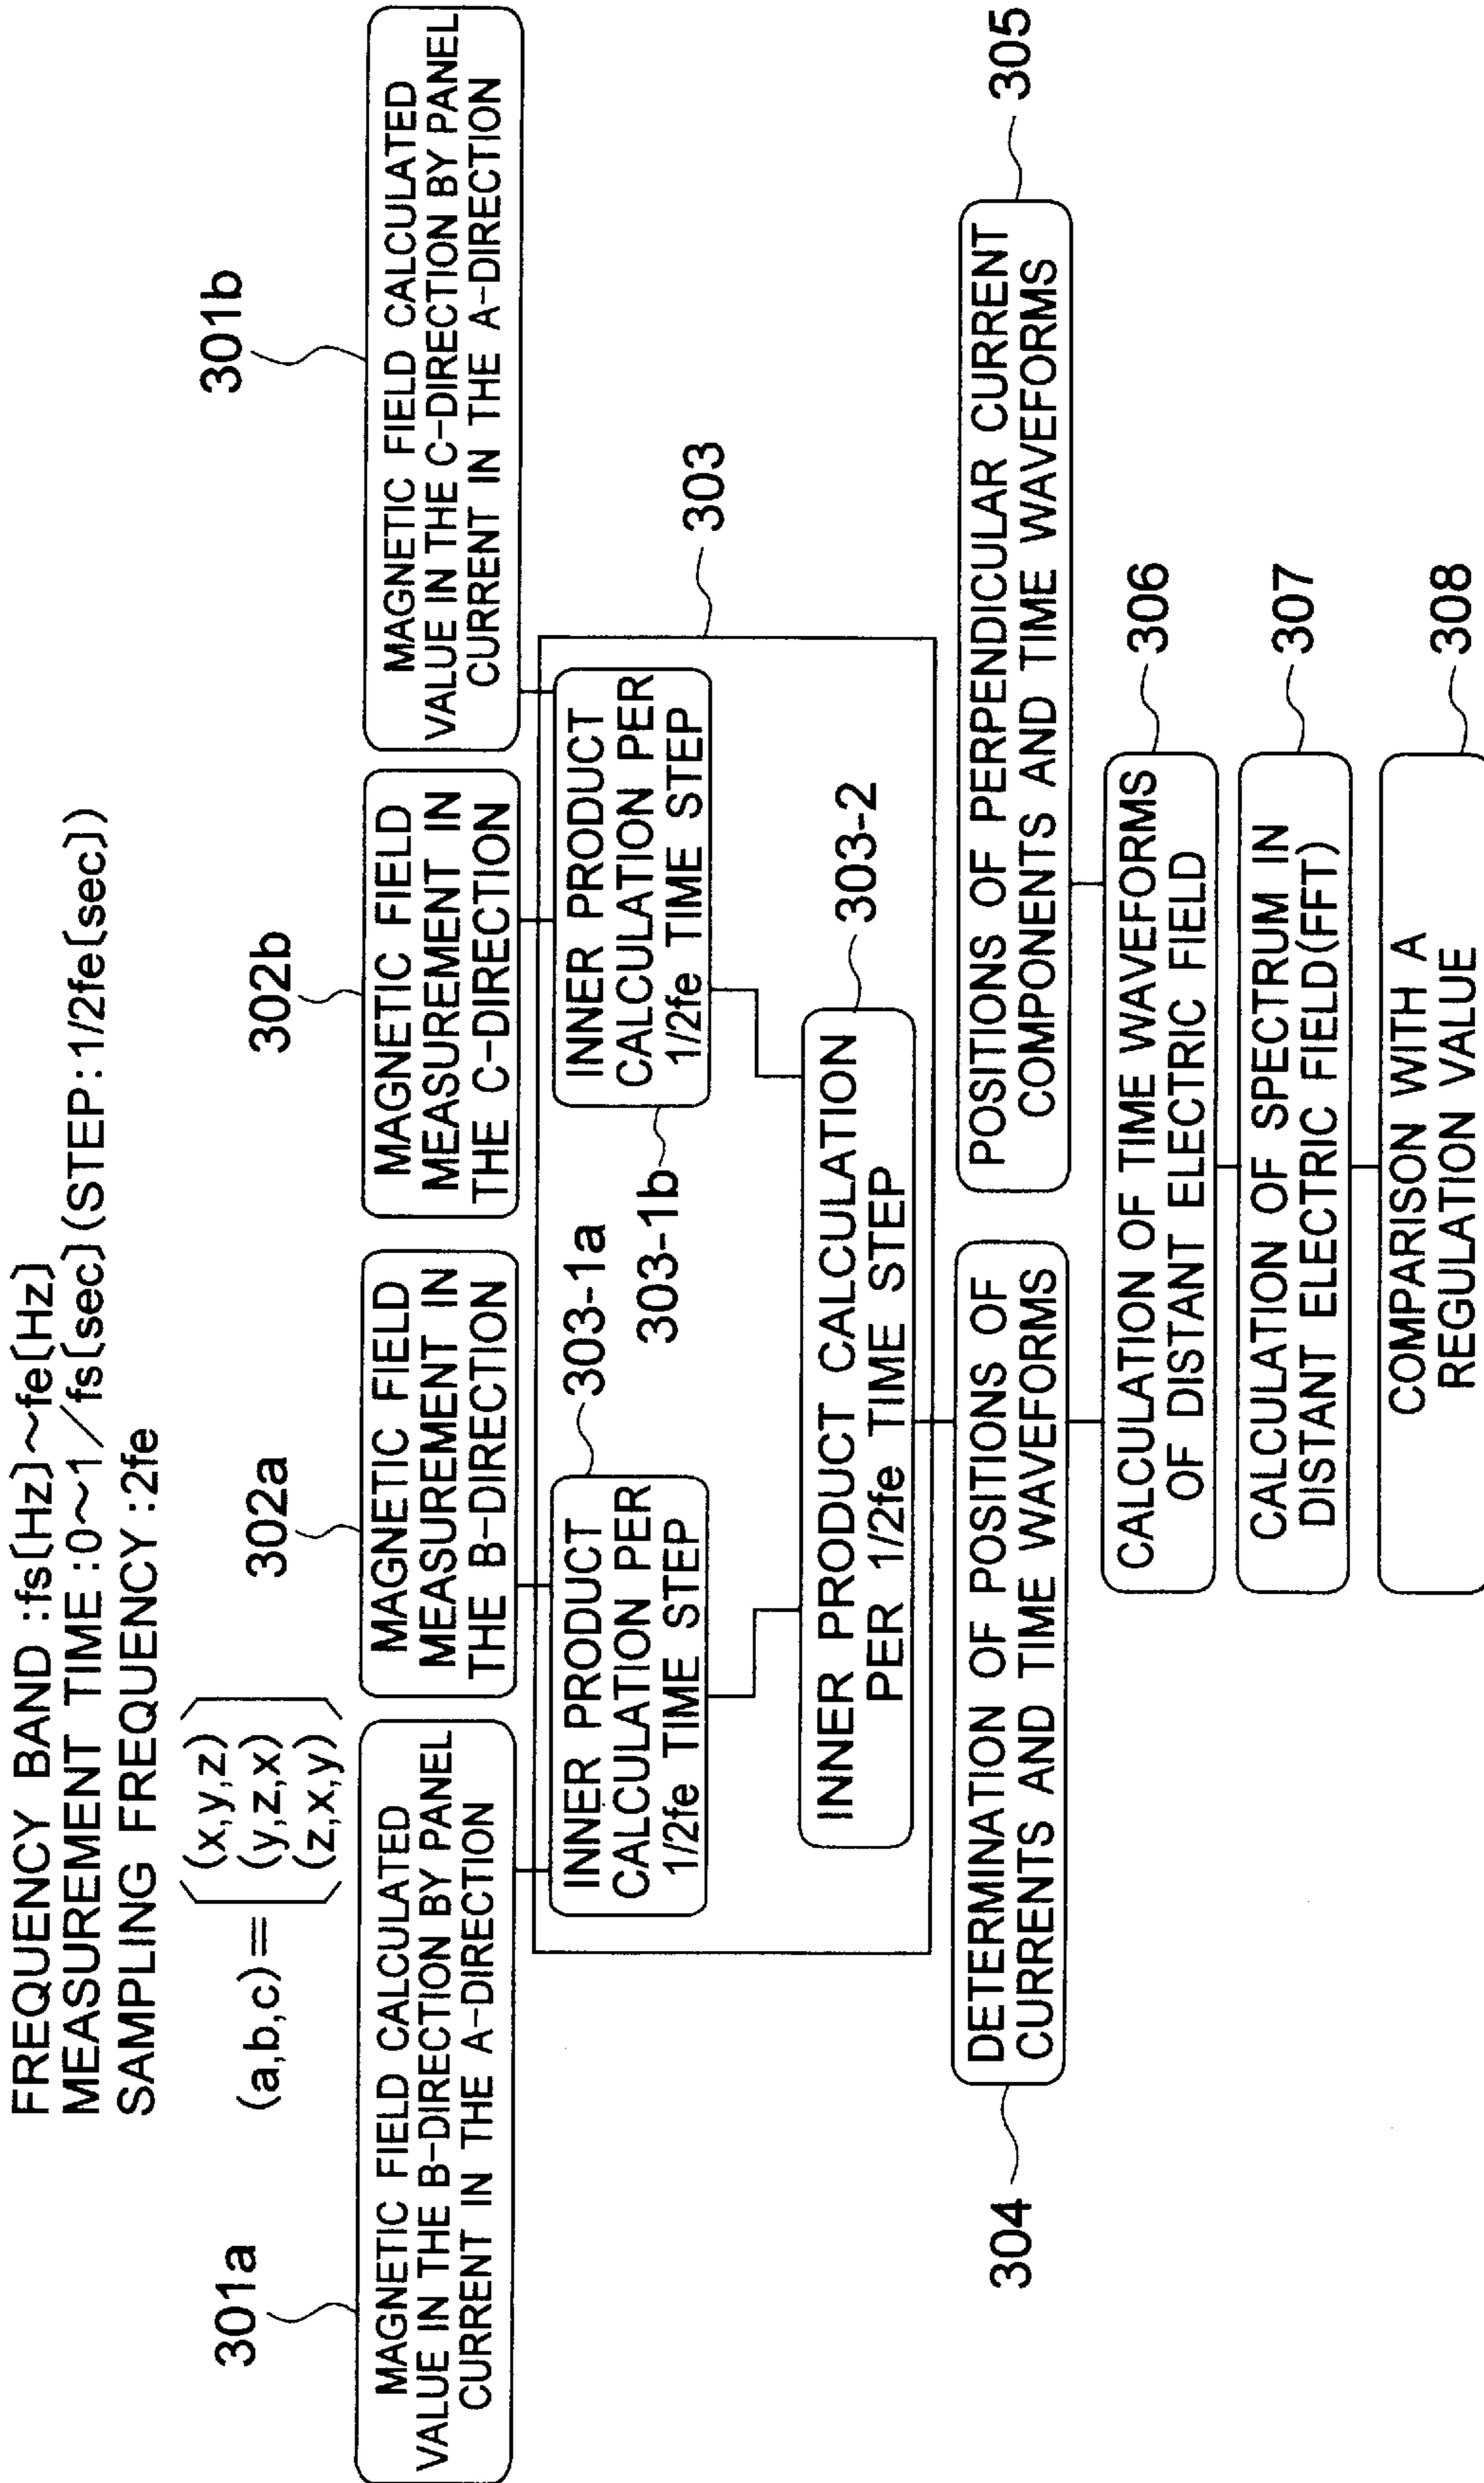 FREQUENCY BAND :fs[Hz]~fe[Hz]
MEASUREMENT TIME :0~1/fs[sec](STEP:1/2fe[sec])
SAMPLING FREQUENCY :2fe
(a,b,c)=
(x,y,z)
(y,z,x)
(z,x,y)
301a
302a
302b
301b
MAGNETIC FIELD CALCULATED
VALUE IN THE B-DIRECTION BY PANEL
CURRENT IN THE A-DIRECTION
MAGNETIC FIELD
MEASUREMENT IN
THE B-DIRECTION
MAGNETIC FIELD
MEASUREMENT IN
THE C-DIRECTION
MAGNETIC FIELD CALCULATED
VALUE IN THE C-DIRECTION BY PANEL
CURRENT IN THE A-DIRECTION
INNER PRODUCT
CALCULATION PER
1/2fe TIME STEP
303-1a
INNER PRODUCT
CALCULATION PER
1/2fe TIME STEP
303-1b
303
INNER PRODUCT CALCULATION
PER 1/2fe TIME STEP
303-2
304
DETERMINATION OF POSITIONS OF
CURRENTS AND TIME WAVEFORMS
POSITIONS OF PERPENDICULAR CURRENT
COMPONENTS AND TIME WAVEFORMS
305
CALCULATION OF TIME WAVEFORMS
OF DISTANT ELECTRIC FIELD
306
CALCULATION OF SPECTRUM IN
DISTANT ELECTRIC FIELD(FFT)
307
COMPARISON WITH A
REGULATION VALUE
308